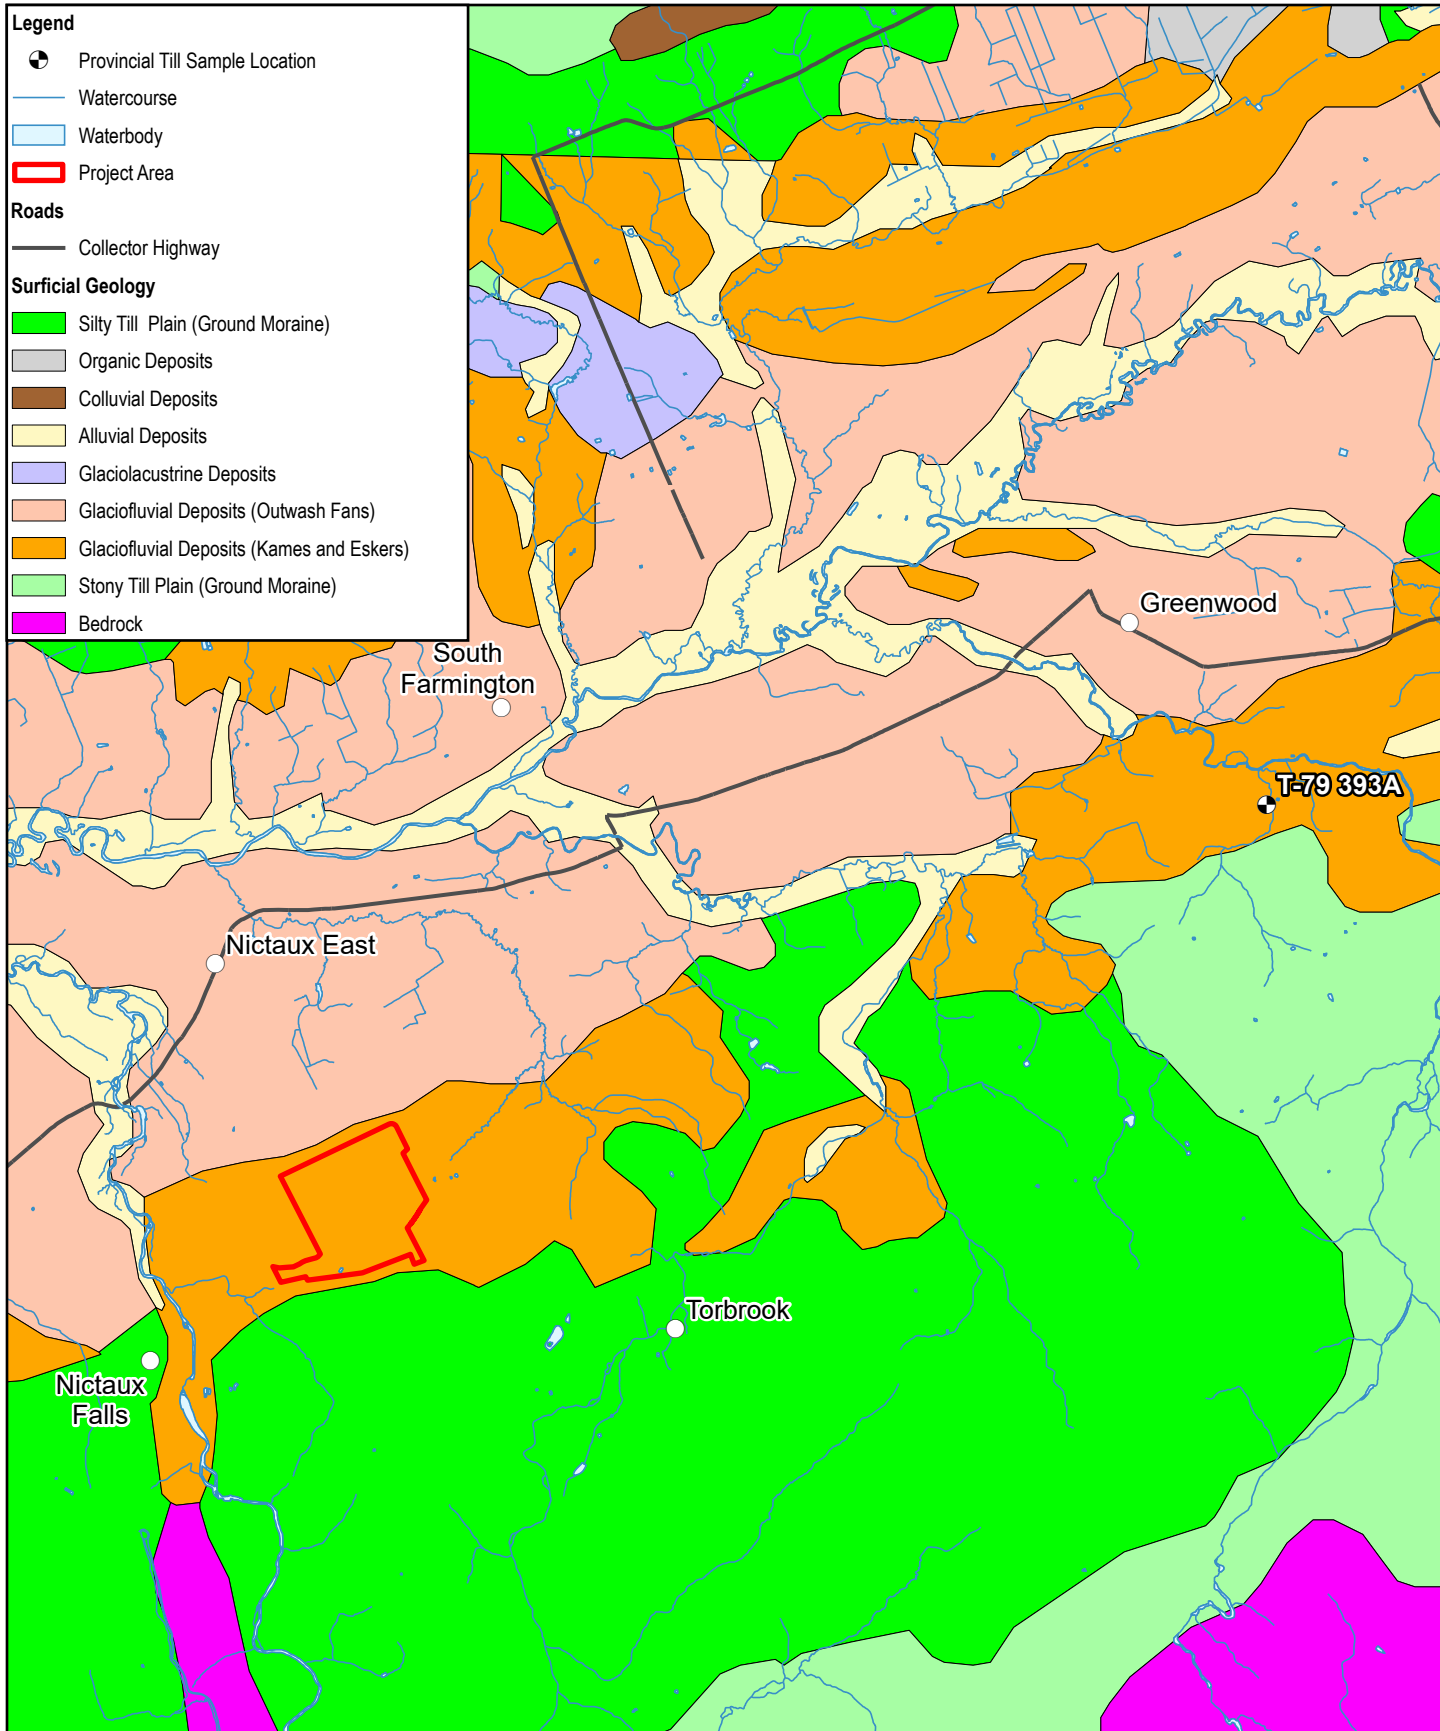 Legend
Provincial Till Sample Location
Watercourse
Waterbody
Project Area
Roads
Collector Highway
Surficial Geology
Silty Till Plain (Ground Moraine)
Organic Deposits
Colluvial Deposits
Alluvial Deposits
Glaciolacustrine Deposits
Glaciofluvial Deposits (Outwash Fans)
Glaciofluvial Deposits (Kames and Eskers)
Stony Till Plain (Ground Moraine)
Bedrock
Greenwood
South
Farmington
T-79 393A
Nictaux East
Torbrook
Nictaux
Falls